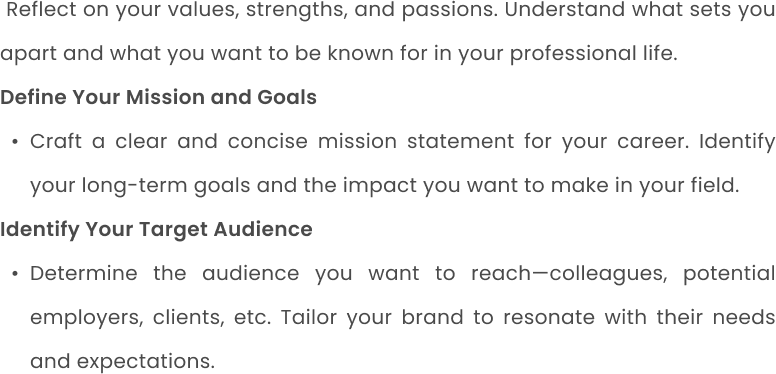 Reflect on your values, strengths, and passions. Understand what sets you
apart and what you want to be known for in your professional life.
Define Your Mission and Goals
• Craft a clear and concise mission statement for your career. Identify
your long-term goals and the impact you want to make in your field.
Identify Your Target Audience
• Determine the audience you want to reach—colleagues, potential
employers, clients, etc. Tailor your brand to resonate with their needs
and expectations.